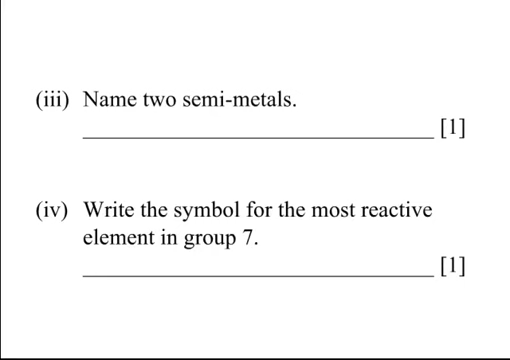 (iii) Name two semi-metals.
[1]
(iv) Write the symbol for the most reactive
element in group 7.
[1]